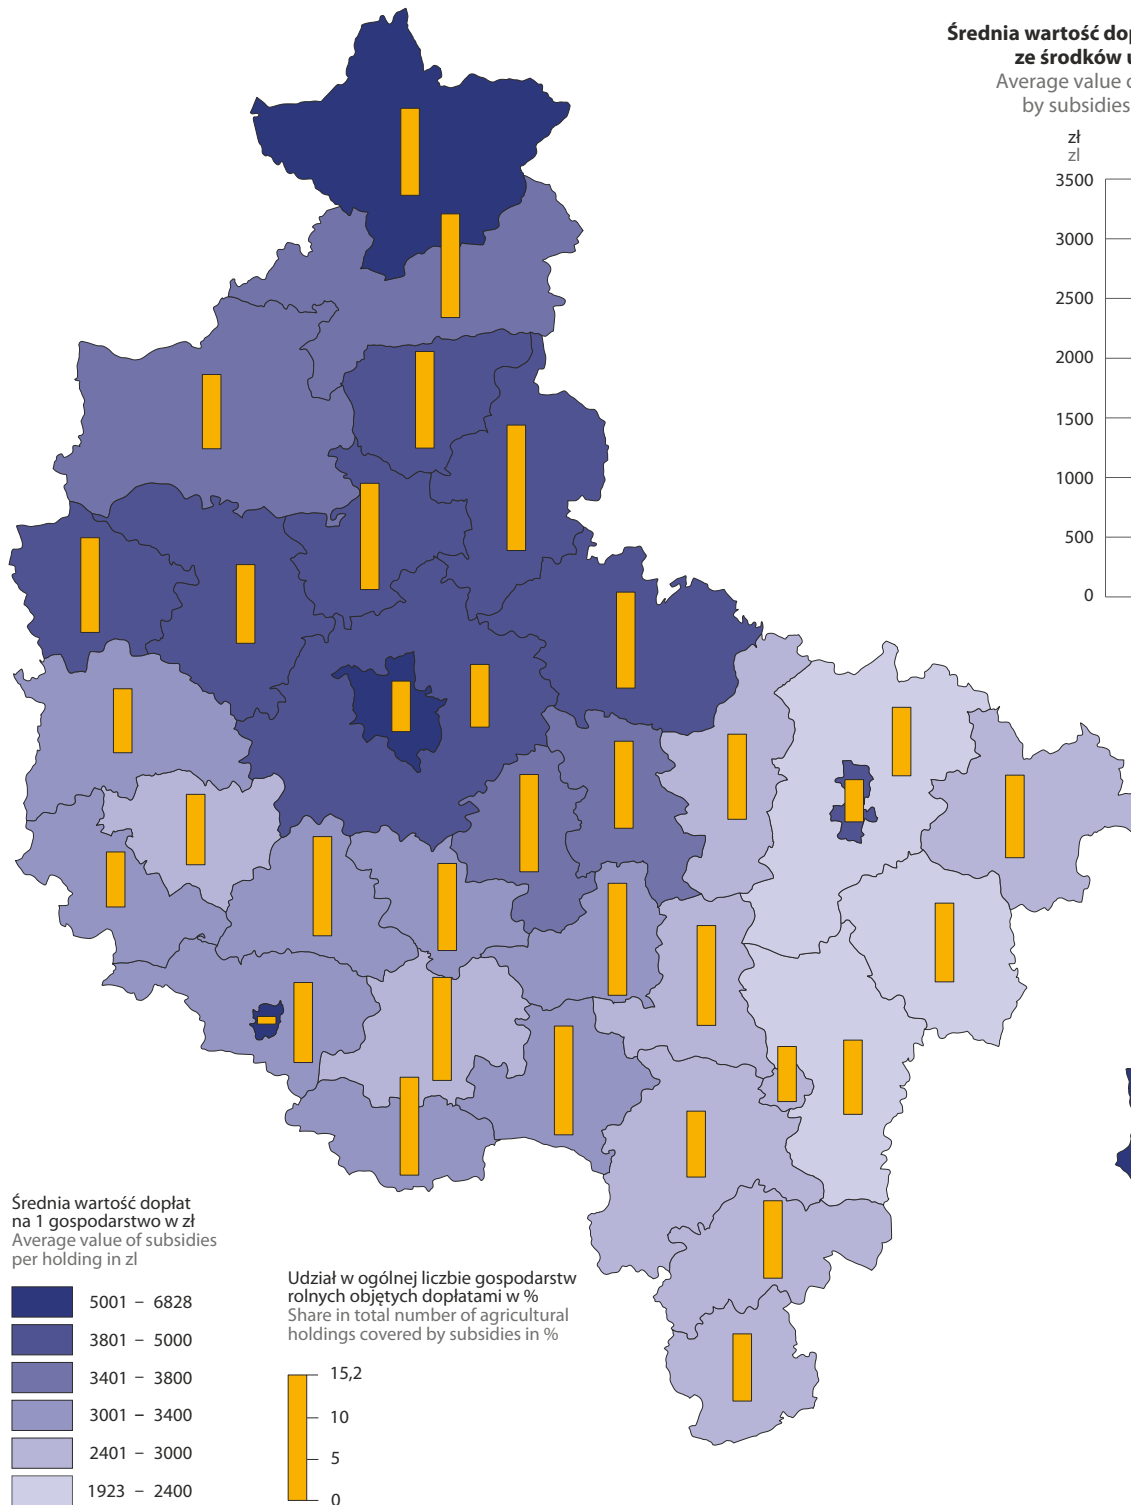 Średnia wartość
ze środków
Average value
by subsidies
zł
zl
3500
3000
2500
2000
1500
1000
500
0
Średnia wartość dopłat
na 1 gospodarstwo w zł
Average value of subsidies
per holding in zl
5001 – 6828
3801 – 5000
3401 – 3800
3001 – 3400
2401 – 3000
1923 – 2400
Udział w ogólnej liczbie gospodarstw
rolnych objętych dopłatami w %
Share in total number of agricultural
holdings covered by subsidies in %
15,2
10
5
0